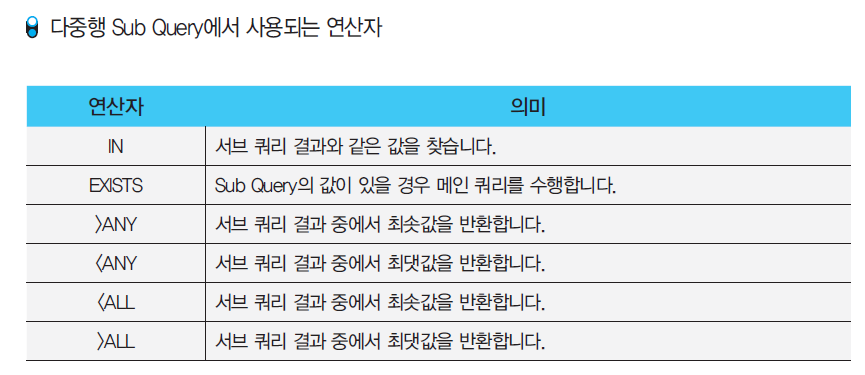 다중행 Sub Query에서 사용되는 연산자
연산자 의미
IN 서브 쿼리 결과와 같은 값을 찾습니다.
EXISTS Sub Query의 값이 있을 경우 메인 쿼리를 수행합니다.
>ANY 서브 쿼리 결과 중에서 최솟값을 반환합니다.
<ANY 서브 쿼리 결과 중에서 최댓값을 반환합니다.
<ALL 서브 쿼리 결과 중에서 최솟값을 반환합니다.
>ALL 서브 쿼리 결과 중에서 최댓값을 반환합니다.